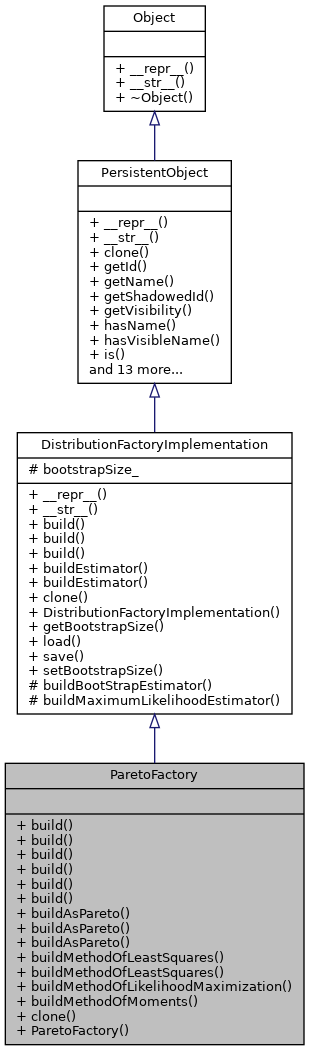 Object
+ __repr__()
+ __str__()
+ ~Object()
PersistentObject
+ __repr__()
+ __str__()
+ clone()
+ getId()
+ getName()
+ getShadowedId()
+ getVisibility()
+ hasName()
+ hasVisibleName()
+ is()
and 13 more...
DistributionFactoryImplementation
# bootstrapSize_
+ __repr__()
+ __str__()
+ build()
+ build()
+ build()
+ buildEstimator()
+ buildEstimator()
+ clone()
+ DistributionFactoryImplementation()
+ getBootstrapSize()
+ load()
+ save()
+ setBootstrapSize()
# buildBootStrapEstimator()
# buildMaximumLikelihoodEstimator()
ParetoFactory
+ build()
+ build()
+ build()
+ build()
+ build()
+ build()
+ buildAsPareto()
+ buildAsPareto()
+ buildAsPareto()
+ buildMethodOfLeastSquares()
+ buildMethodOfLeastSquares()
+ buildMethodOfLikelihoodMaximization()
+ buildMethodOfMoments()
+ clone()
+ ParetoFactory()